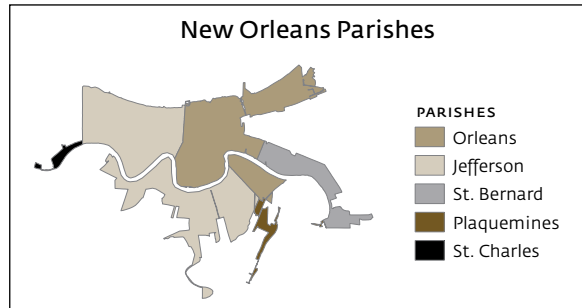 New Orleans Parishes
PARISHES
Orleans
Jefferson
St. Bernard
Plaquemines
St. Charles